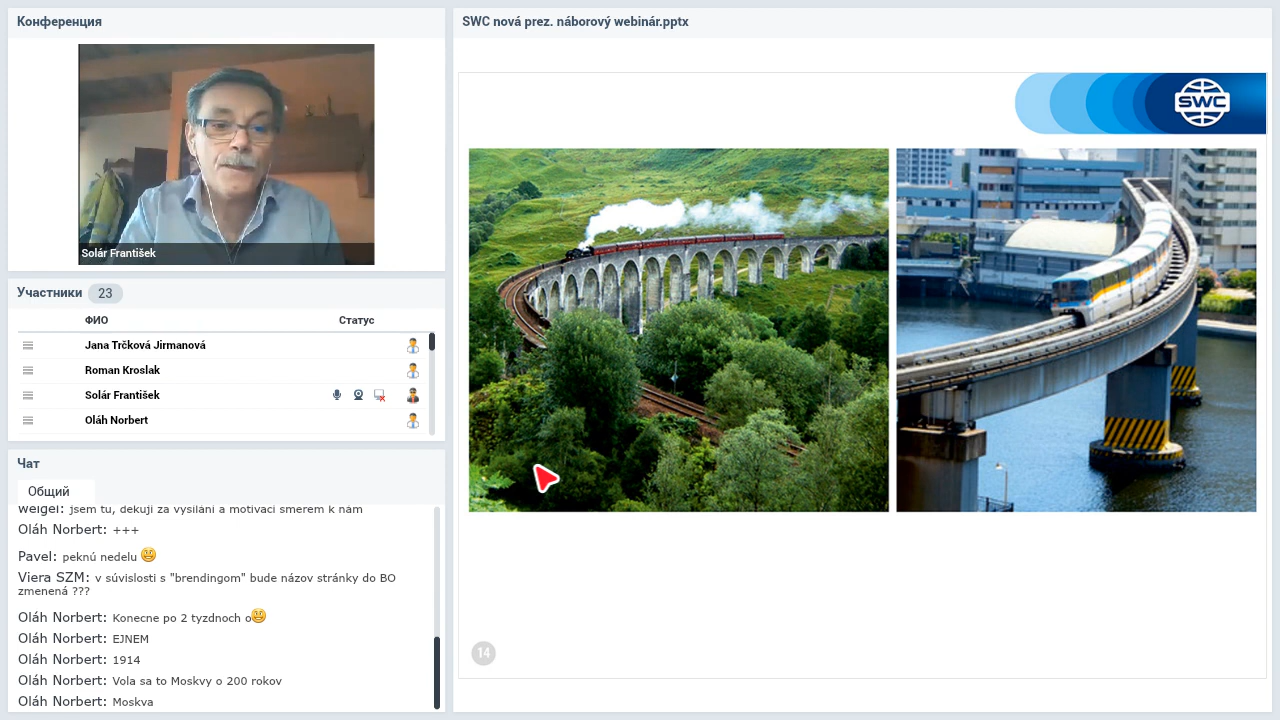 Конференция
Solár František
Участники 23
ФИО Статус
Jana Trčková Jirmanová
Roman Kroslak
Solár František
Oláh Norbert
Чат
Общий
weigel: jsem tu, dekuji za vysilani a motivaci smerem k nam
Oláh Norbert: +++
Pavel: peknú nedelu
Viera SZM: v súvislosti s "brendingom" bude názov stránky do BO
zmenená ???
Oláh Norbert: Konecne po 2 tyzdnoch o
Oláh Norbert: EJNEM
Oláh Norbert: 1914
Oláh Norbert: Vola sa to Moskvy o 200 rokov
Oláh Norbert: Moskva
SWC nová prez. náborový webinár.pptx
SWC
14